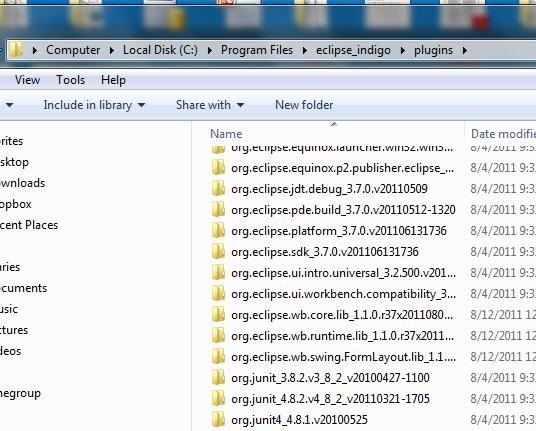 Computer Local Disk (C:) Program Files eclipse_indigo plugins
View Tools Help
Include in library Share with New folder
Name Date modifie
org.eclipse.equinox.launcher.win32.win3... 8/4/2011 9:3
org.eclipse.equinox.p2.publisher.eclipse_... 8/4/2011 9:3
org.eclipse.jdt.debug_3.7.0.v20110509 8/4/2011 9:3
org.eclipse.pde.build_3.7.0.v20110512-1320 8/4/2011 9:3
org.eclipse.platform_3.7.0.v201106131736 8/4/2011 9:3
org.eclipse.sdk_3.7.0.v201106131736 8/4/2011 9:3
org.eclipse.ui.intro.universal_3.2.500.v201... 8/4/2011 9:3
org.eclipse.ui.workbench.compatibility_3... 8/4/2011 9:3
org.eclipse.wb.core.lib_1.1.0.r37x2011080... 8/12/2011 12
org.eclipse.wb.runtime.lib_1.1.0.r37x2011... 8/12/2011 12
org.eclipse.wb.swing.FormLayout.lib_1.1.... 8/12/2011 12
org.junit_3.8.2.v3_8_2_v20100427-1100 8/4/2011 9:3
org.junit_4.8.2.v4_8_2_v20110321-1705 8/4/2011 9:3
org.junit4_4.8.1.v20100525 8/4/2011 9:3
rites
sktop
wnloads
opbox
cent Places
ries
cuments
usic
ctures
deos
megroup